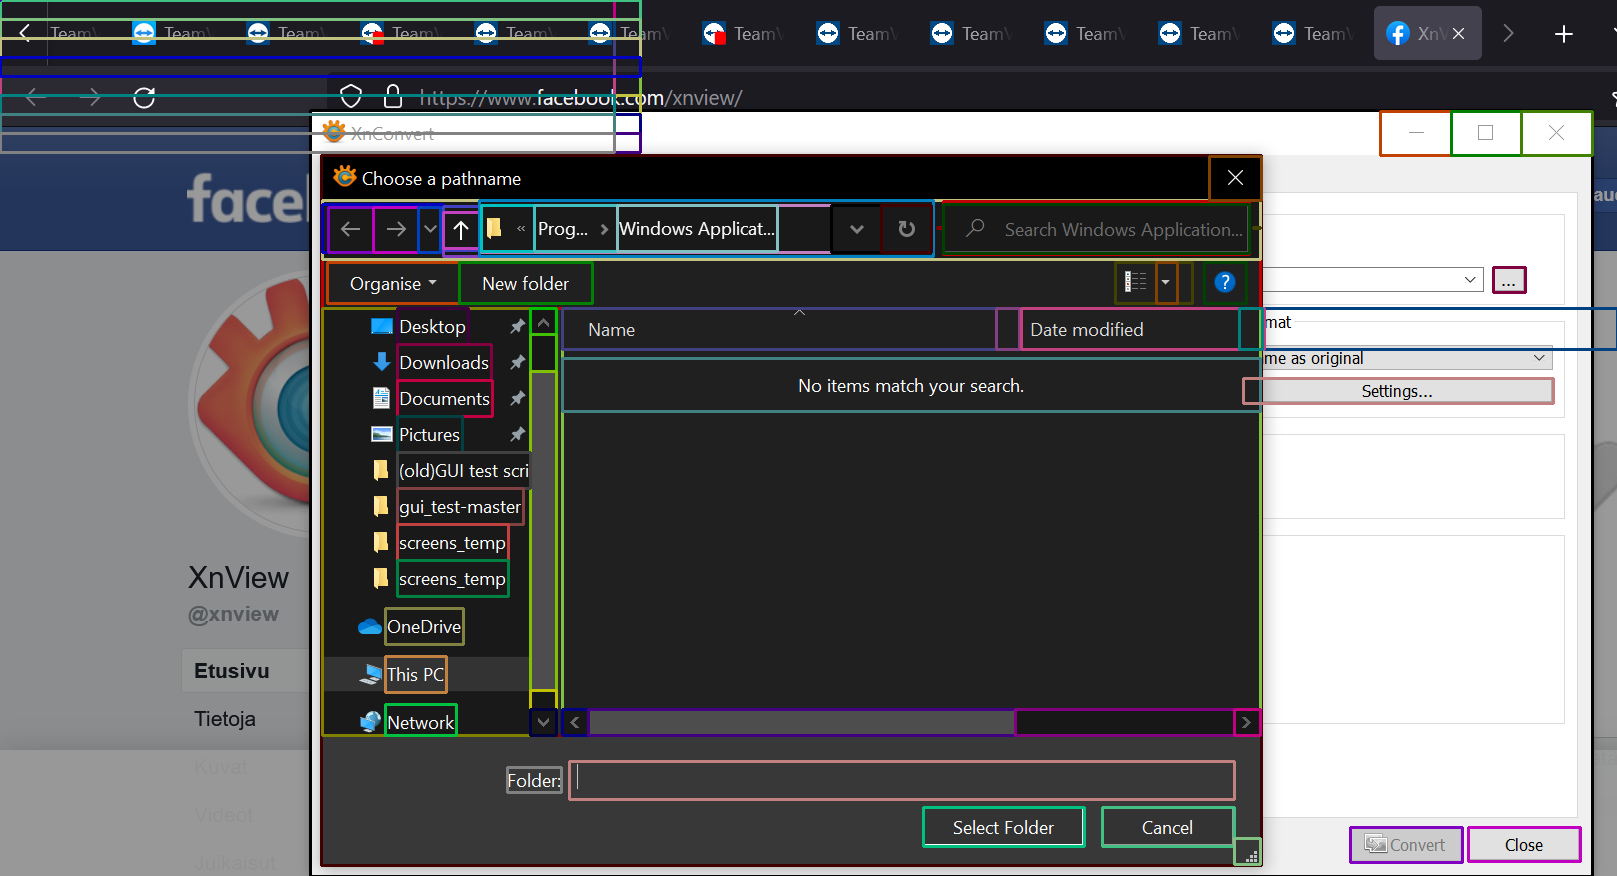 Team
Team
Team
Team
Team
Team
Team
Team
Team
Team
Team
Team
XnV
https://www.facebook.com/xnview/
XnConvert
Choose a pathname
« Prog... Windows Applicat...
Search Windows Application...
Organise
New folder
?
...
Desktop
Downloads
Documents
Pictures
(old)GUI test scri
gui_test-master
screens_temp
screens_temp
OneDrive
This PC
Network
Name
Date modified
No items match your search.
mat
me as original
Settings...
Folder:
Select Folder
Cancel
Convert
Close
faceb
XnView
@xnview
Etusivu
Tietoja
Kuvat
Videot
Julkaisut